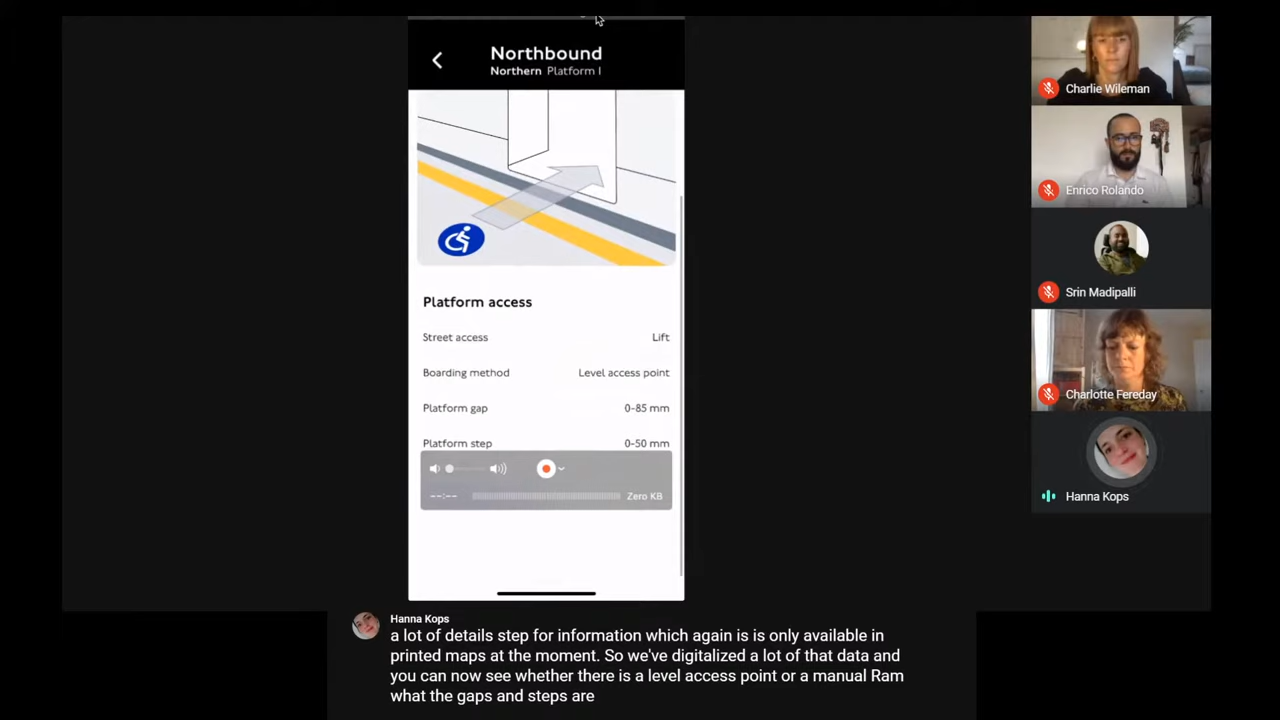 Northbound
Northern Platform 1
Platform access
Street access Lift
Boarding method Level access point
Platform gap 0-85 mm
Platform step 0-50 mm
--:-- Zero KB
Charlie Wileman
Enrico Rolando
Srin Madipalli
Charlotte Fereday
Hanna Kops
Hanna Kops
a lot of details step for information which again is is only available in
printed maps at the moment. So we've digitalized a lot of that data and
you can now see whether there is a level access point or a manual Ram
what the gaps and steps are